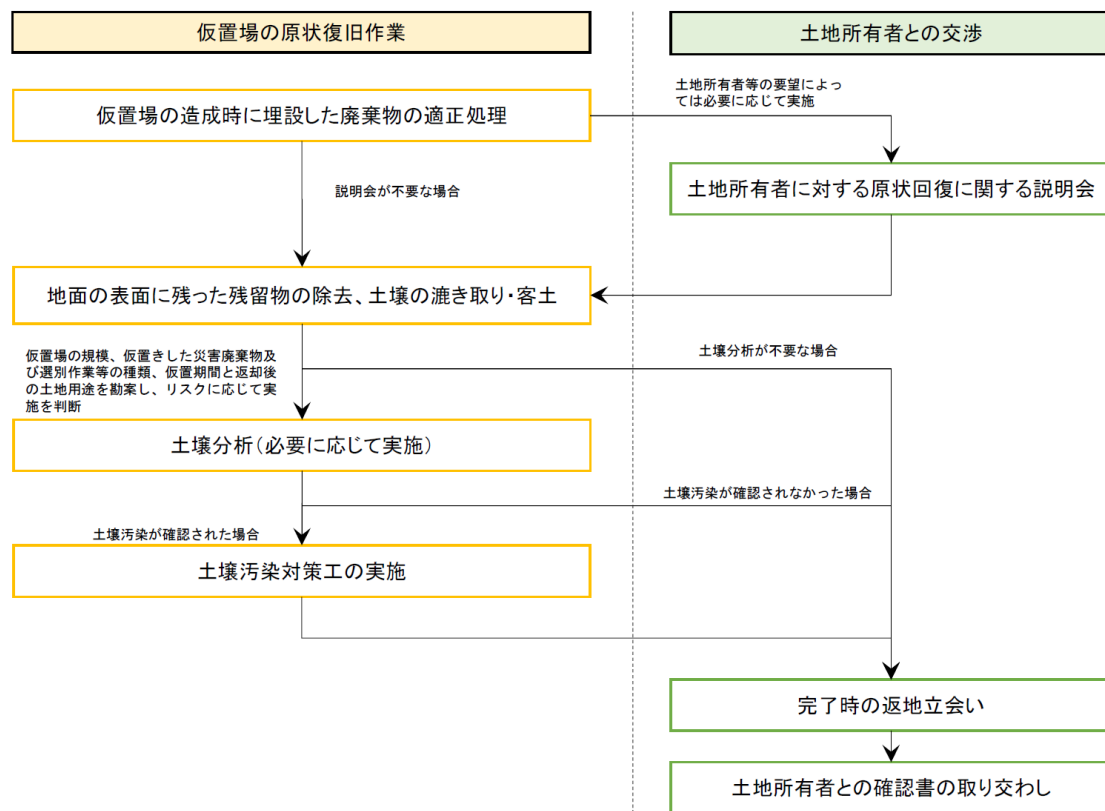 仮置場の原状復旧作業
土地所有者との交渉
仮置場の造成時に埋設した廃棄物の適正処理
土地所有者等の要望によっ
ては必要に応じて実施
説明会が不要な場合
土地所有者に対する原状回復に関する説明会
地面の表面に残った残留物の除去、土壌の漉き取り・客土
仮置場の規模、仮置きした災害廃棄物及
び選別作業等の種類、仮置期間と返却後
の土地用途を勘案し、リスクに応じて実
施を判断
土壌分析が不要な場合
土壌分析（必要に応じて実施）
土壌汚染が確認されなかった場合
土壌汚染が確認された場合
土壌汚染対策工の実施
完了時の返地立会い
土地所有者との確認書の取り交わし